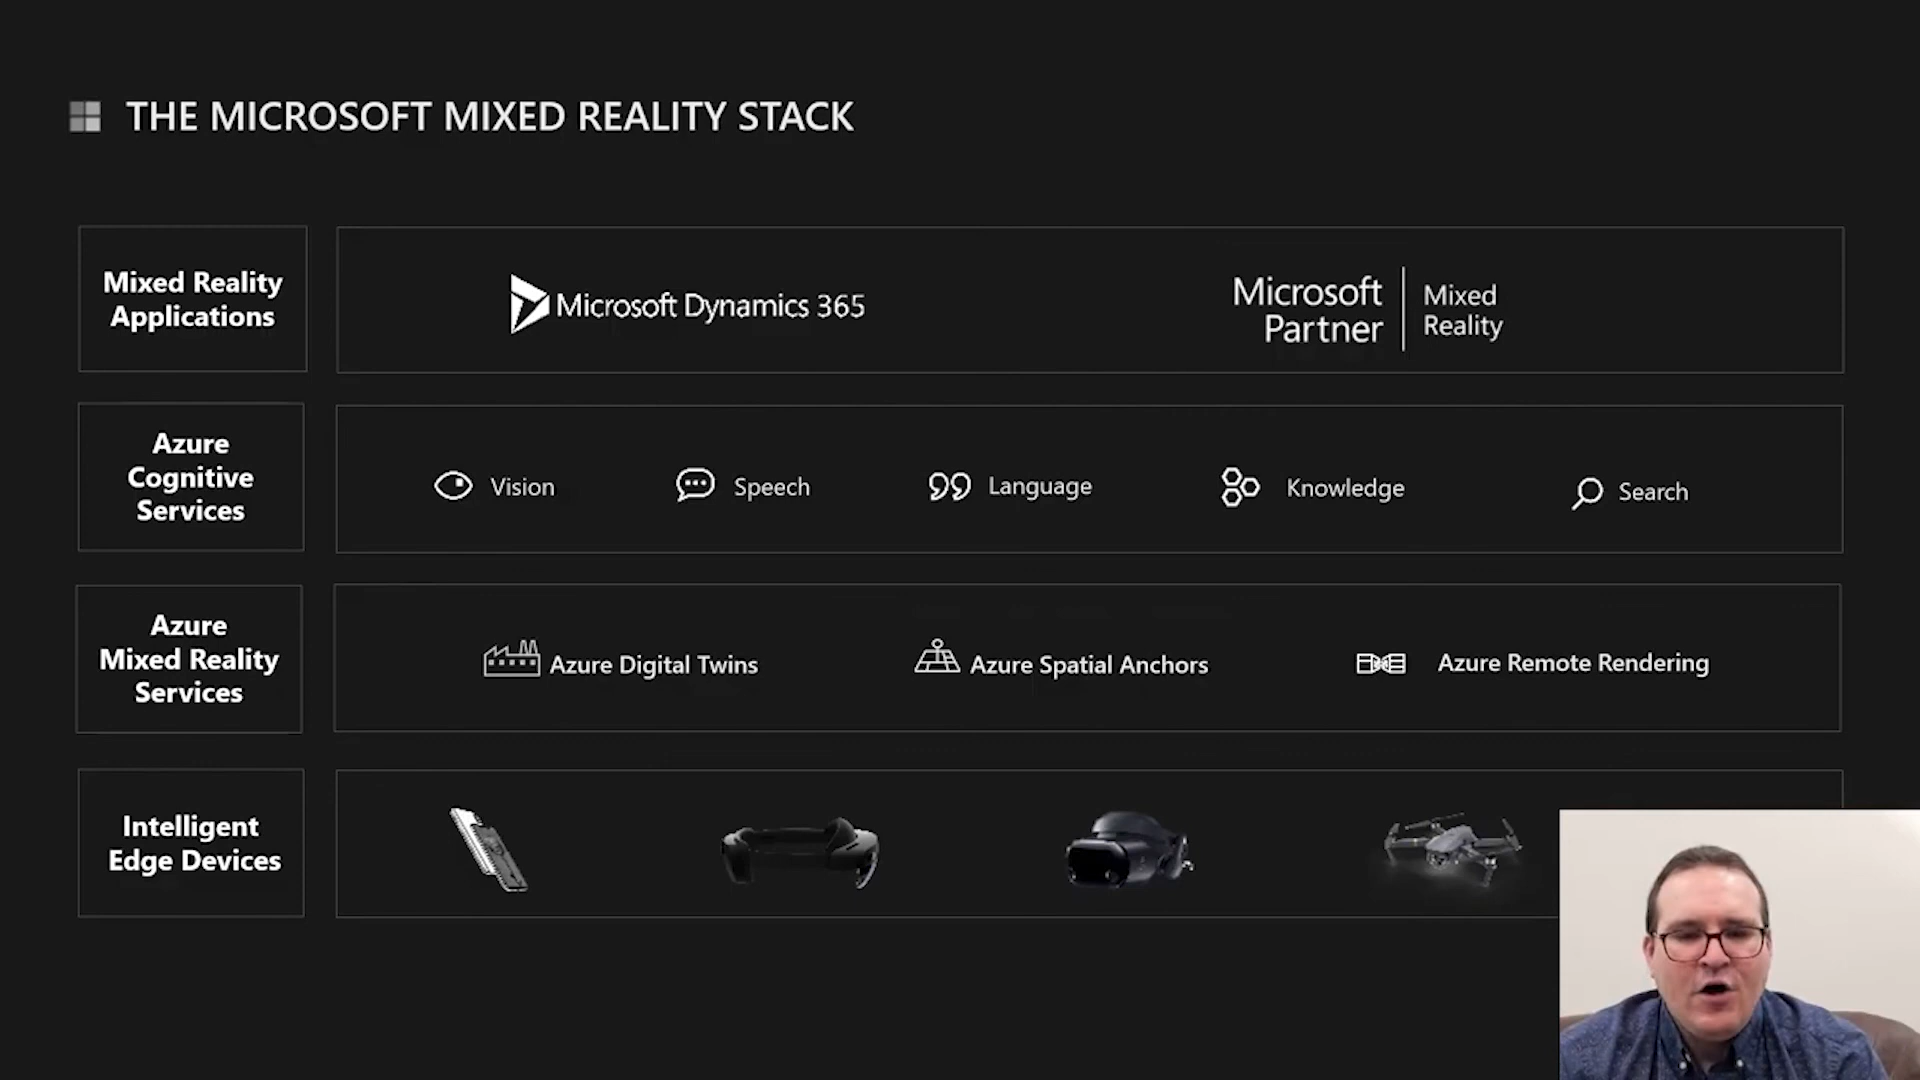 THE MICROSOFT MIXED REALITY STACK
Mixed Reality
Applications
Microsoft Dynamics 365
Microsoft
Partner
Mixed
Reality
Azure
Cognitive
Services
Vision
Speech
Language
Knowledge
Search
Azure
Mixed Reality
Services
Azure Digital Twins
Azure Spatial Anchors
Azure Remote Rendering
Intelligent
Edge Devices